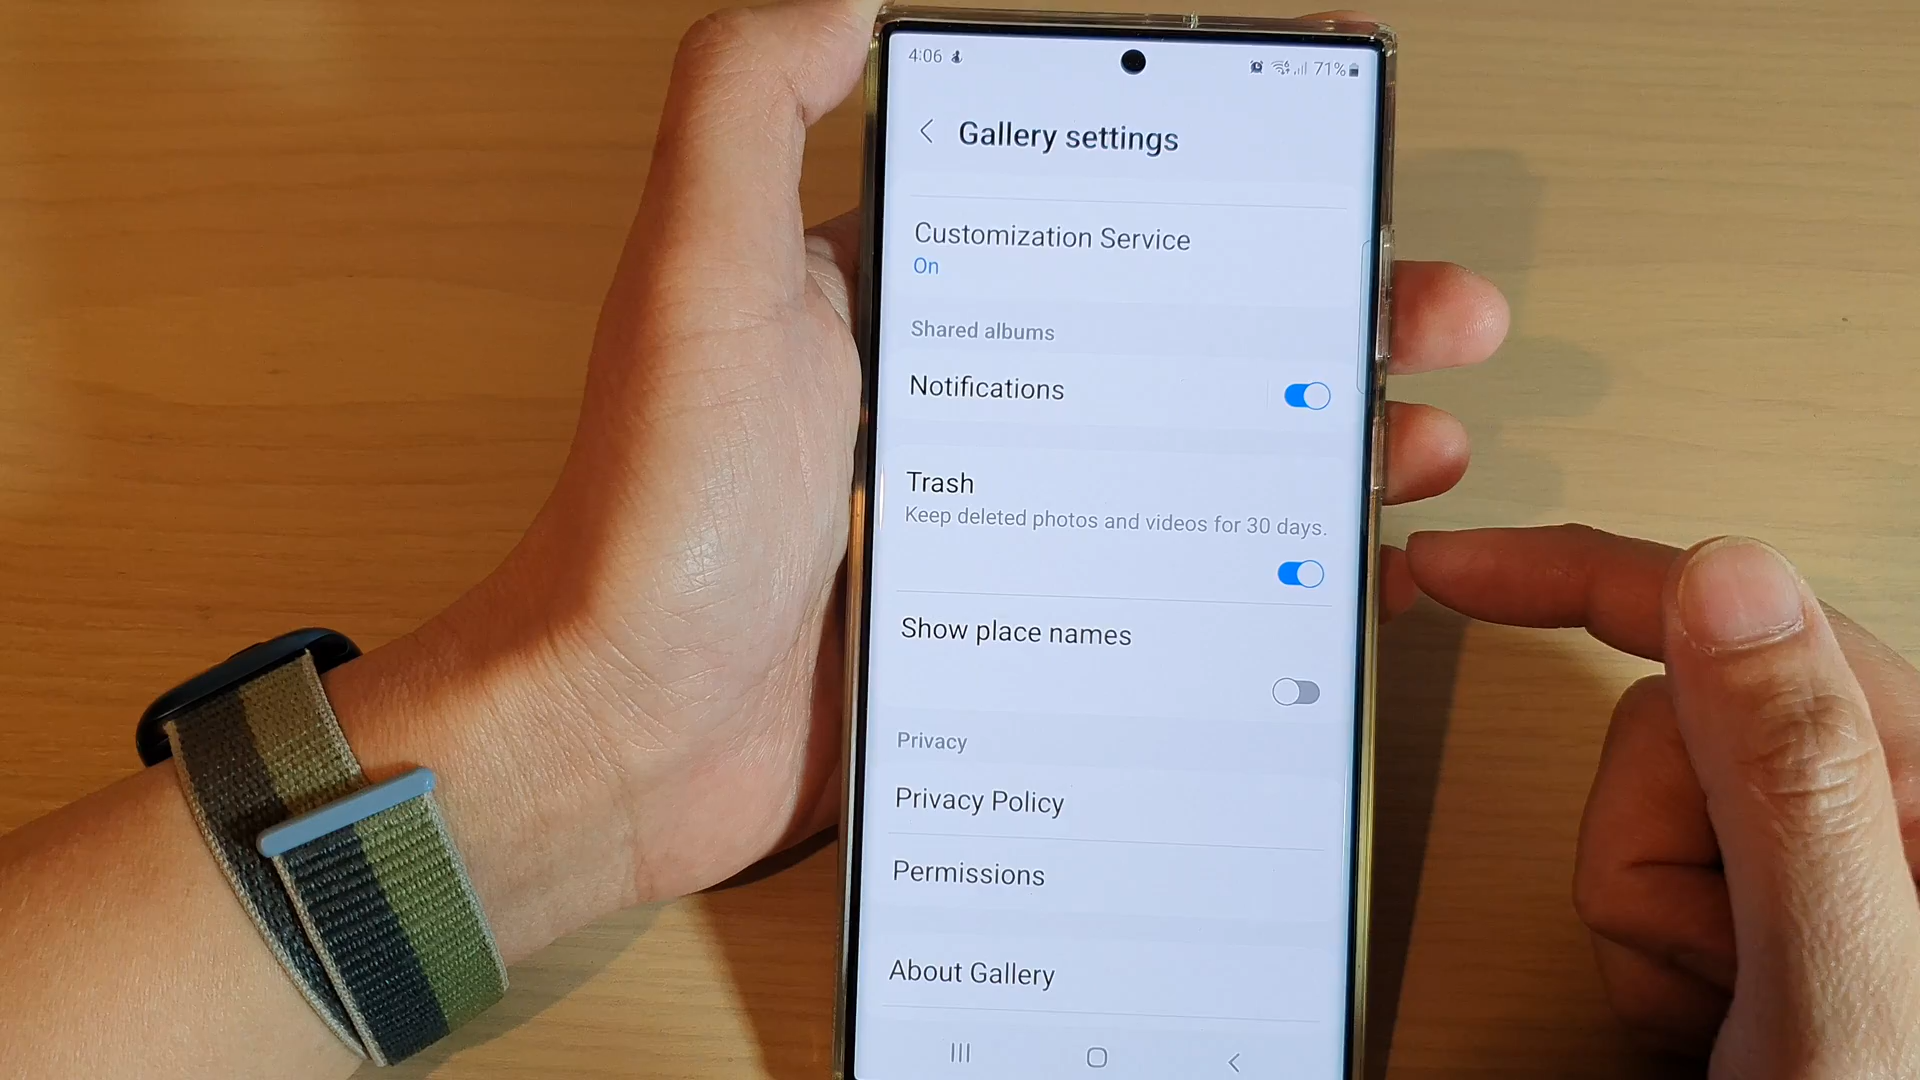 4:06
71%
Gallery settings
Customization Service
On
Shared albums
Notifications
Trash
Keep deleted photos and videos for 30 days.
Show place names
Privacy
Privacy Policy
Permissions
About Gallery